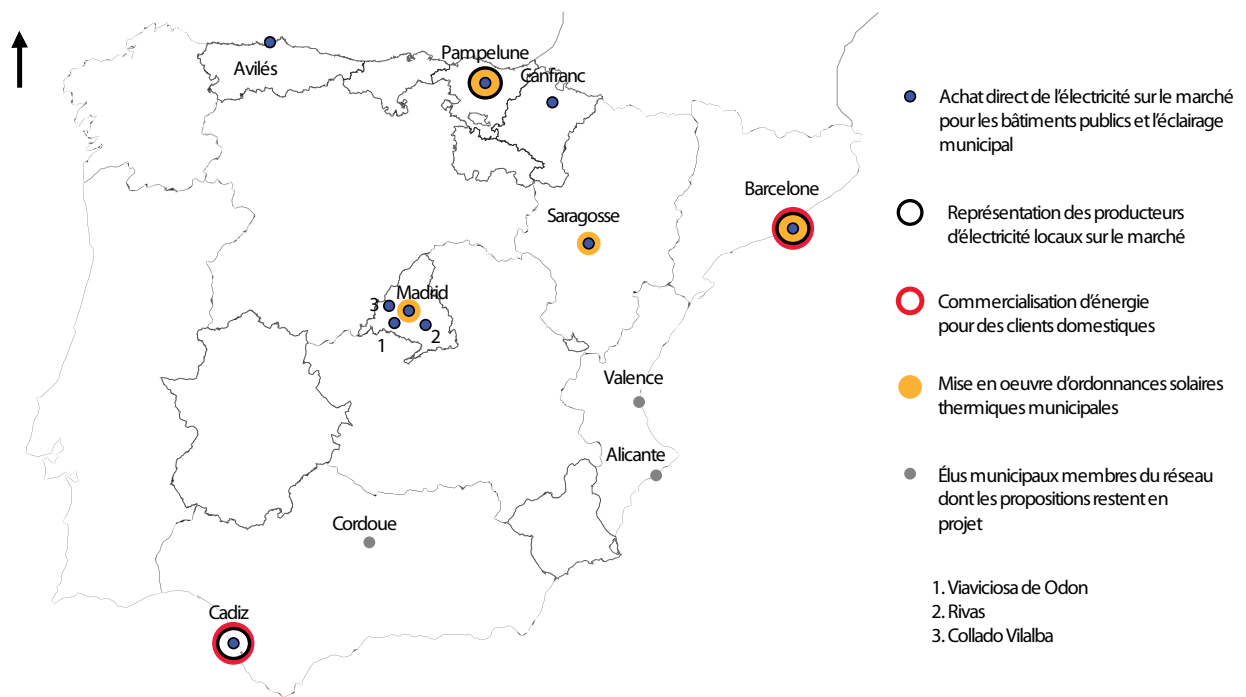 Avilés
Pampelune
Canfranc
Saragosse
Barcelone
Madrid
3
1
2
Valence
Alicante
Cordoue
Cadiz
Achat direct de l'électricité sur le marché
pour les bâtiments publics et l'éclairage
municipal
Représentation des producteurs
d'électricité locaux sur le marché
Commercialisation d'énergie
pour des clients domestiques
Mise en oeuvre d'ordonnances solaires
thermiques municipales
Élus municipaux membres du réseau
dont les propositions restent en
projet
1. Viaviciosa de Odon
2. Rivas
3. Collado Vilalba